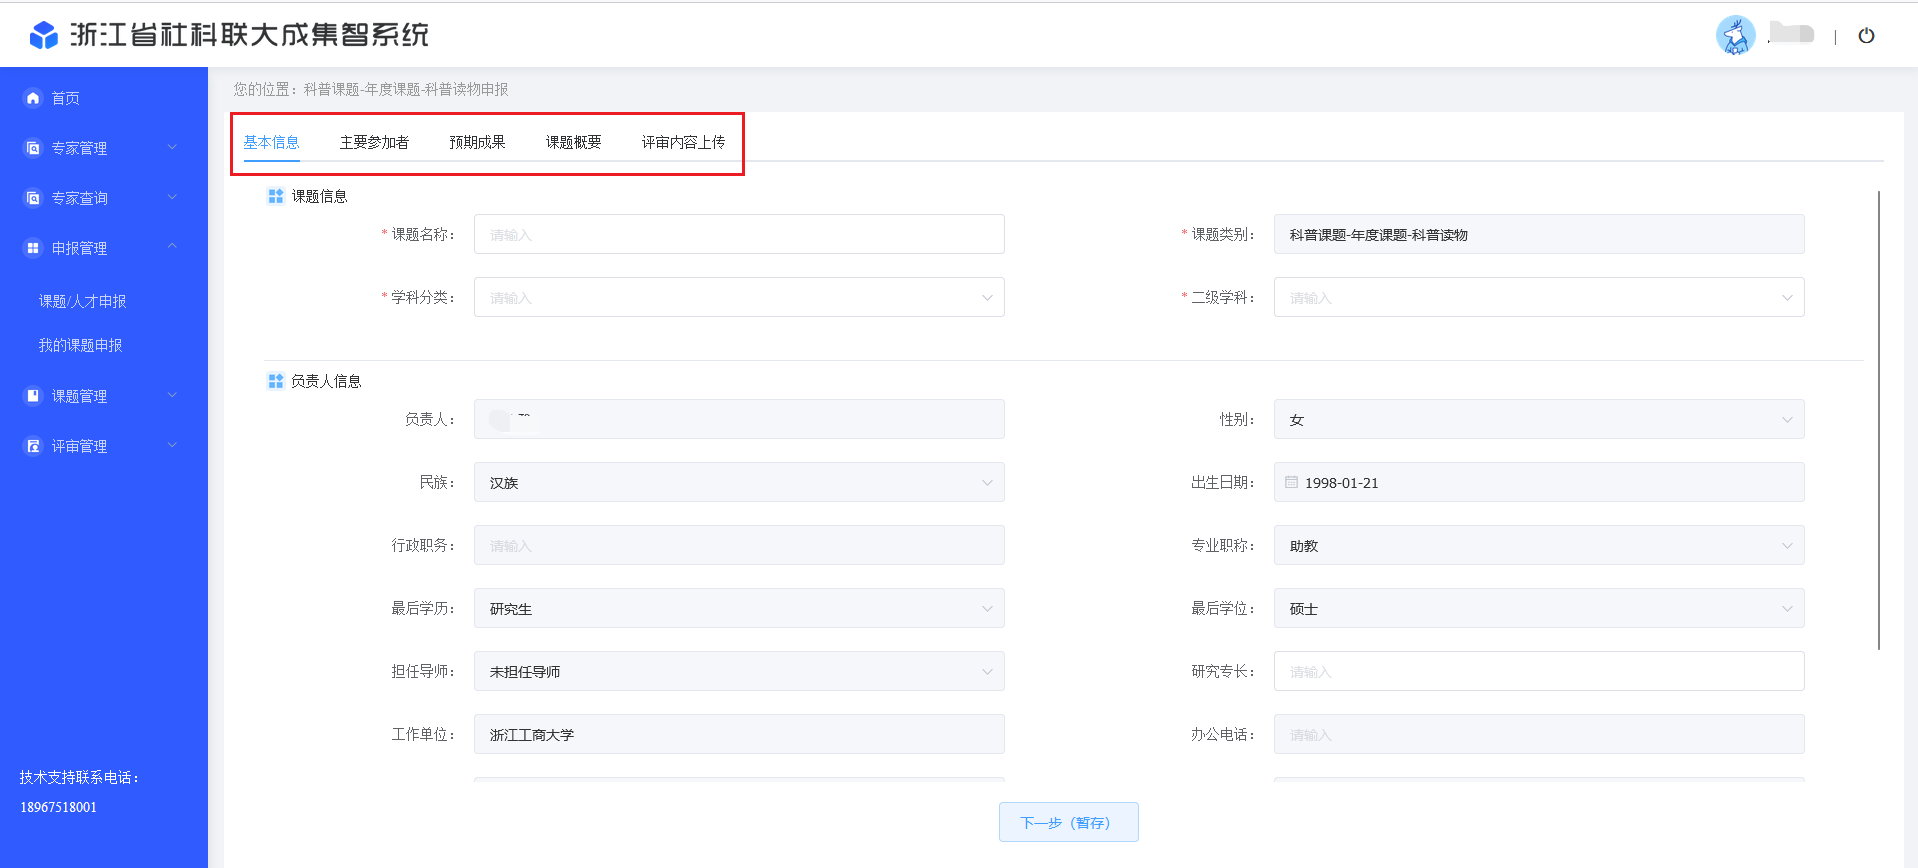 浙江省社科联大成集智系统
首页
专家管理
专家查询
申报管理
课题/人才申报
我的课题申报
课题管理
评审管理
技术支持联系电话：
18967518001
您的位置：科普课题-年度课题-科普读物申报
基本信息 主要参加者 预期成果 课题概要 评审内容上传
课题信息
* 课题名称： 请输入 * 课题类别： 科普课题-年度课题-科普读物
* 学科分类： 请输入 * 二级学科： 请输入
负责人信息
负责人： 性别： 女
民族： 汉族 出生日期： 1998-01-21
行政职务： 请输入 专业职称： 助教
最后学历： 研究生 最后学位： 硕士
担任导师： 未担任导师 研究专长： 请输入
工作单位： 浙江工商大学 办公电话： 请输入
下一步（暂存）